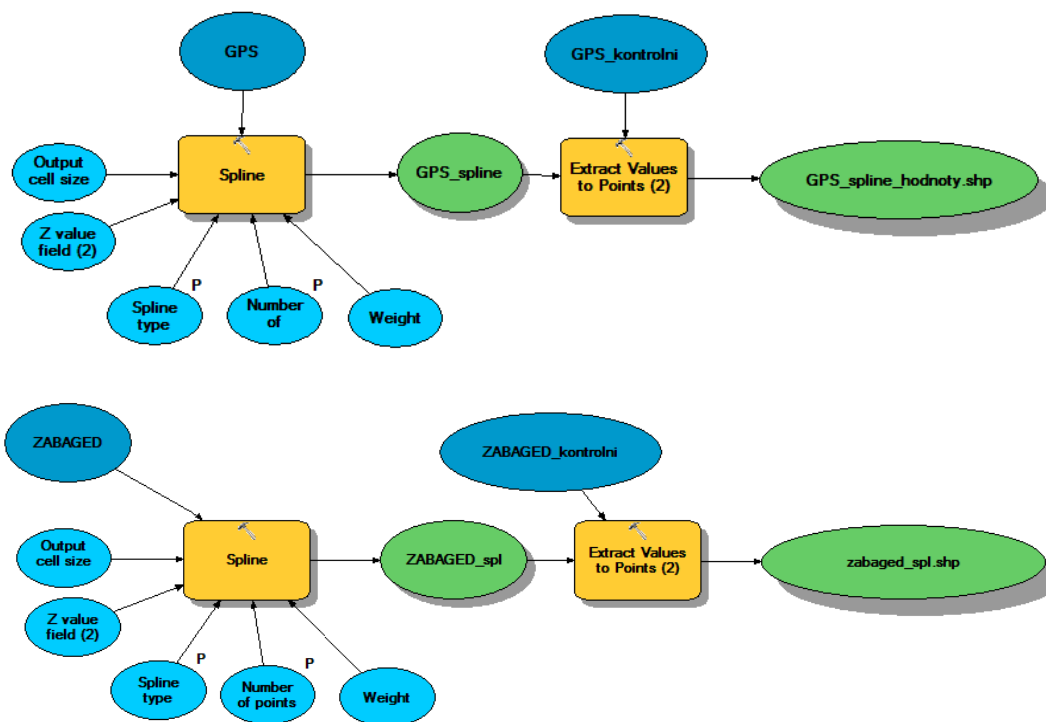 GPS
GPS_kontrolni
Output
cell size
Spline
GPS_spline
Extract Values
to Points (2)
GPS_spline_hodnoty.shp
Z value
field (2)
P
P
Spline
type
Number
of
Weight
ZABAGED
ZABAGED_kontrolni
Output
cell size
Spline
ZABAGED_spl
Extract Values
to Points (2)
zabaged_spl.shp
Z value
field (2)
P
P
Spline
type
Number
of points
Weight